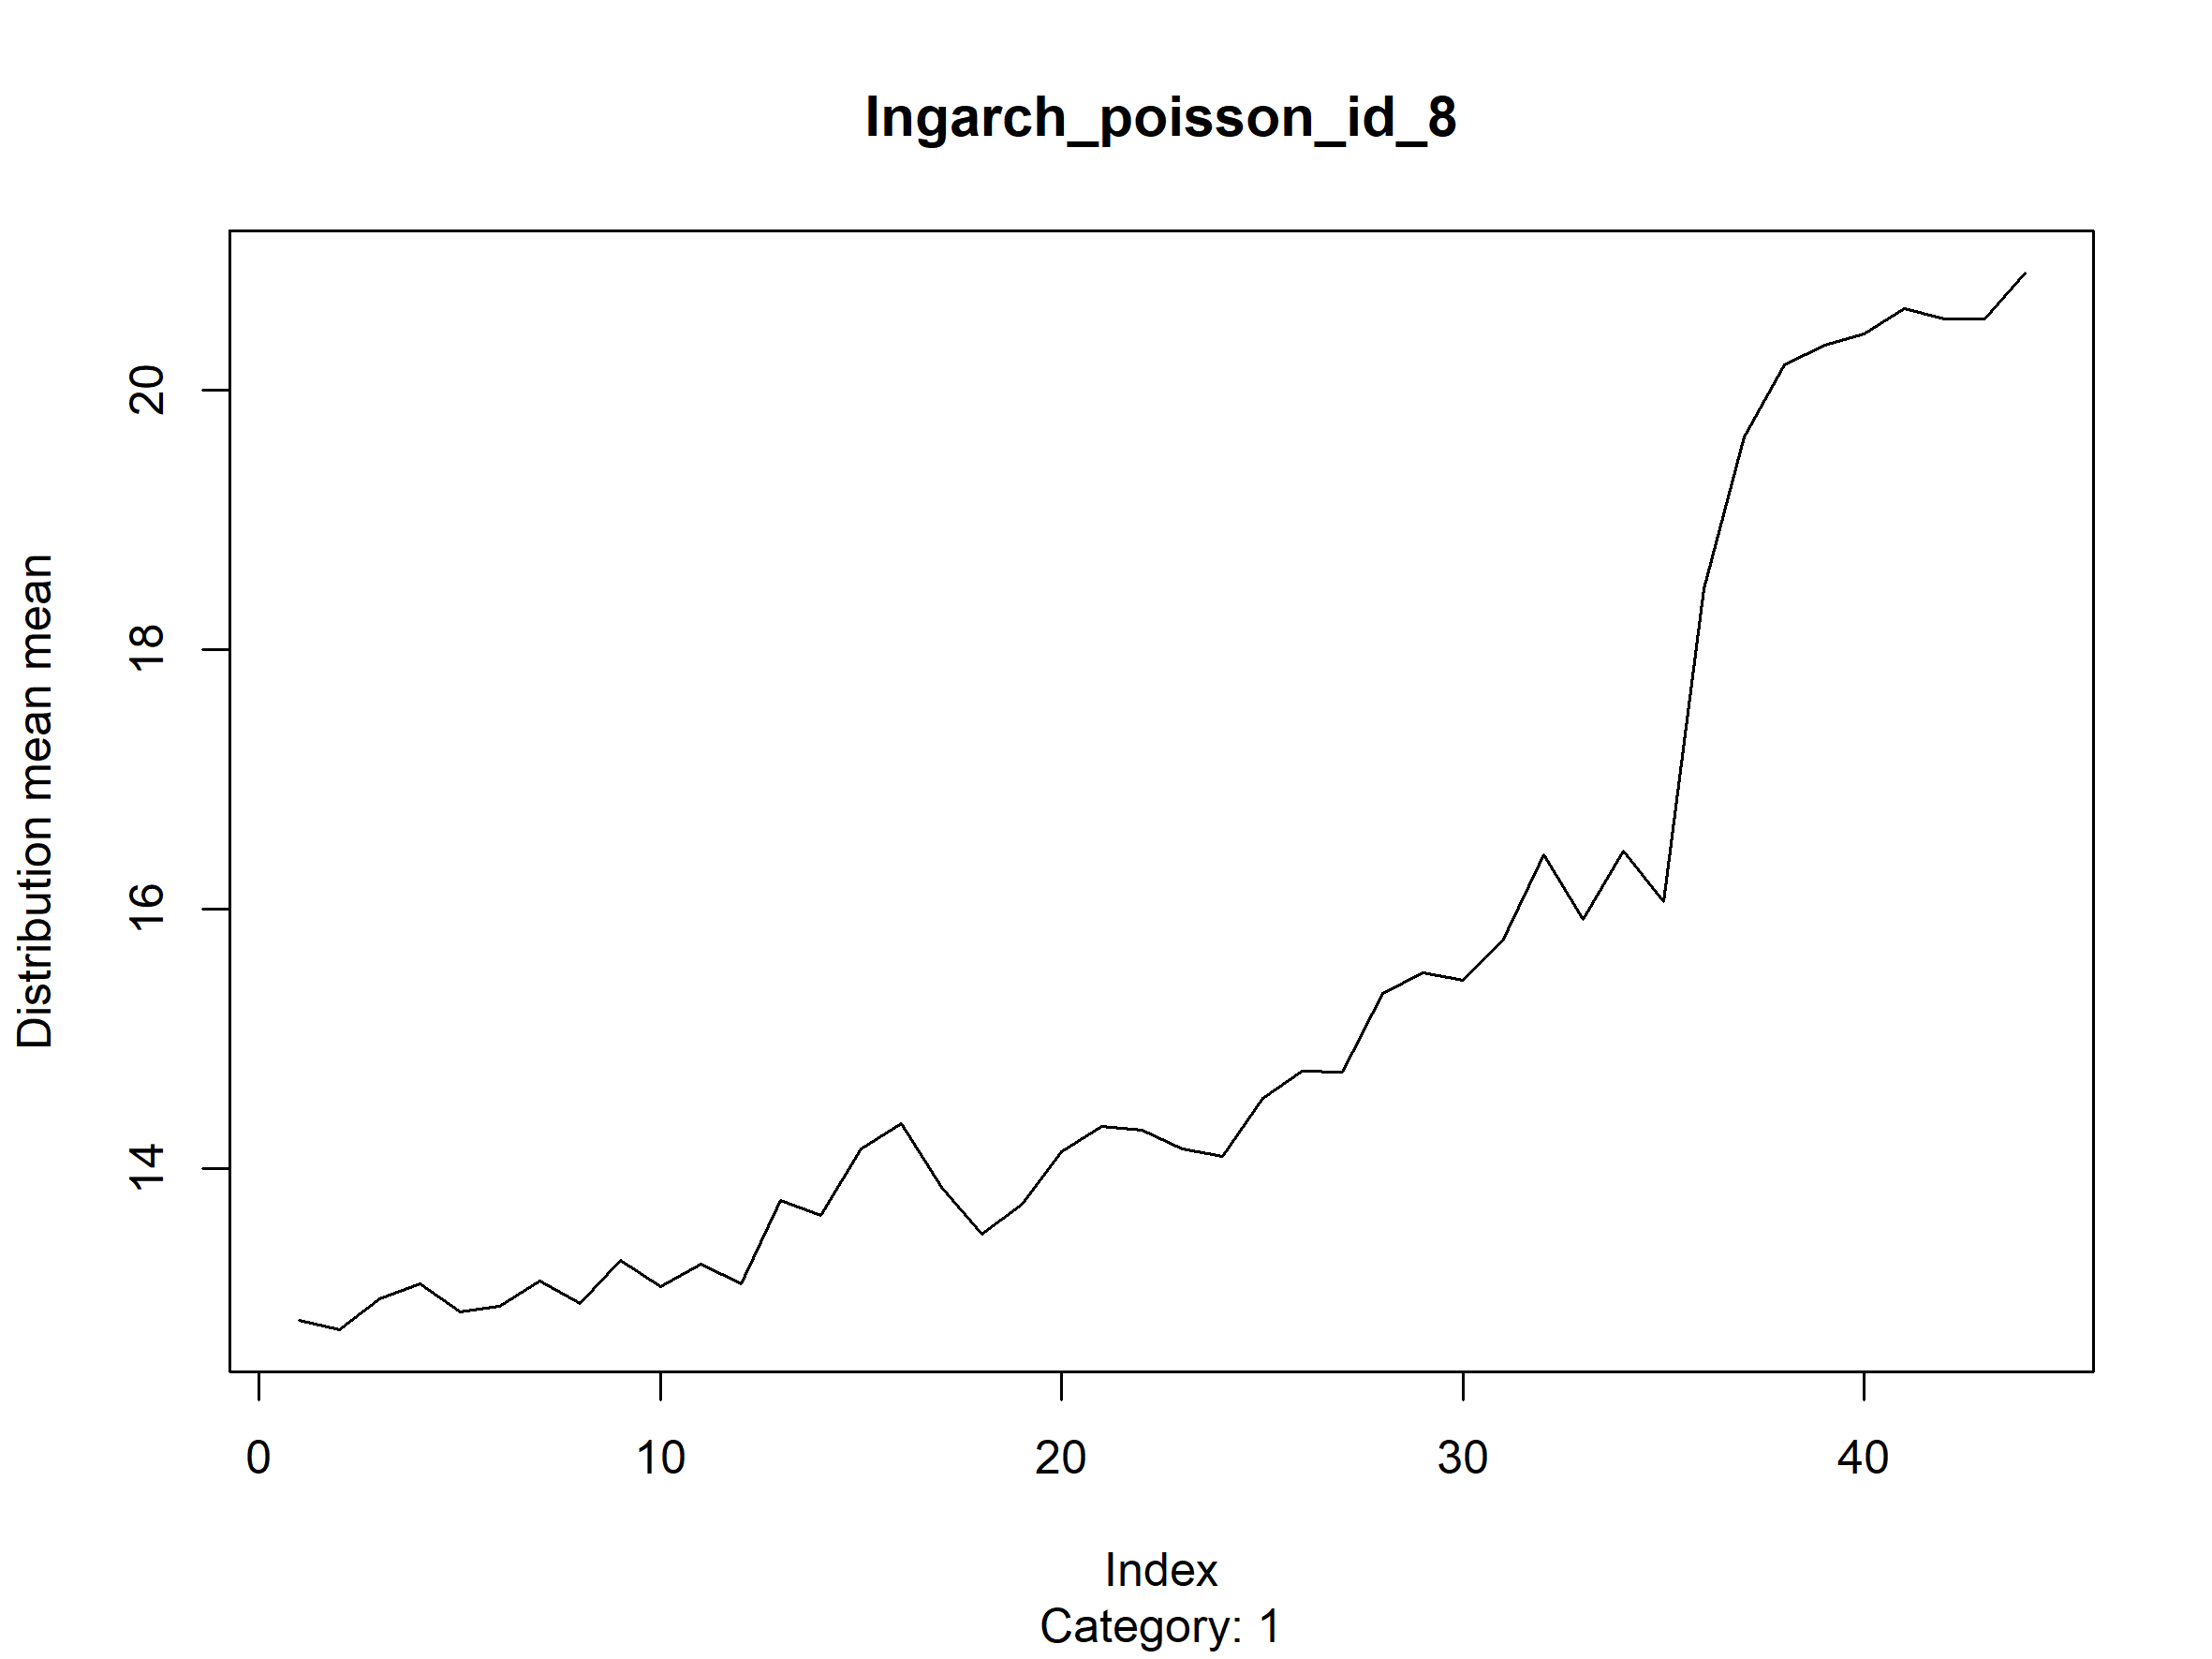 Ingarch_poisson_id_8
Distribution mean mean
20
18
16
14
0 10 20 30 40
Index
Category: 1